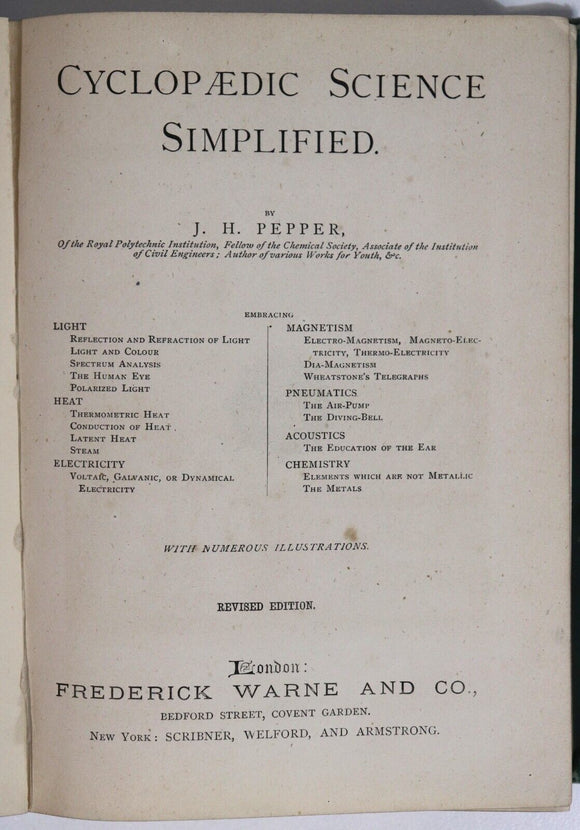 CYCLOPÆDIC SCIENCE
SIMPLIFIED.
BY
J. H. PEPPER,
Of the Royal Polytechnic Institution, Fellow of the Chemical Society, Associate of the Institution
of Civil Engineers; Author of various Works for Youth, &c.
EMBRACING
LIGHT
REFLECTION AND REFRACTION OF LIGHT
LIGHT AND COLOUR
SPECTRUM ANALYSIS
THE HUMAN EYE
POLARIZED LIGHT
HEAT
THERMOMETRIC HEAT
CONDUCTION OF HEAT
LATENT HEAT
STEAM
ELECTRICITY
VOLTAIC, GALVANIC, OR DYNAMICAL
ELECTRICITY
MAGNETISM
ELECTRO-MAGNETISM, MAGNETO-ELEC-
TRICITY, THERMO-ELECTRICITY
DIA-MAGNETISM
WHEATSTONE'S TELEGRAPHS
PNEUMATICS
THE AIR-PUMP
THE DIVING-BELL
ACOUSTICS
THE EDUCATION OF THE EAR
CHEMISTRY
ELEMENTS WHICH ARE NOT METALLIC
THE METALS
WITH NUMEROUS ILLUSTRATIONS.
REVISED EDITION.
London:
FREDERICK WARNE AND CO.,
BEDFORD STREET, COVENT GARDEN.
NEW YORK: SCRIBNER, WELFORD, AND ARMSTRONG.